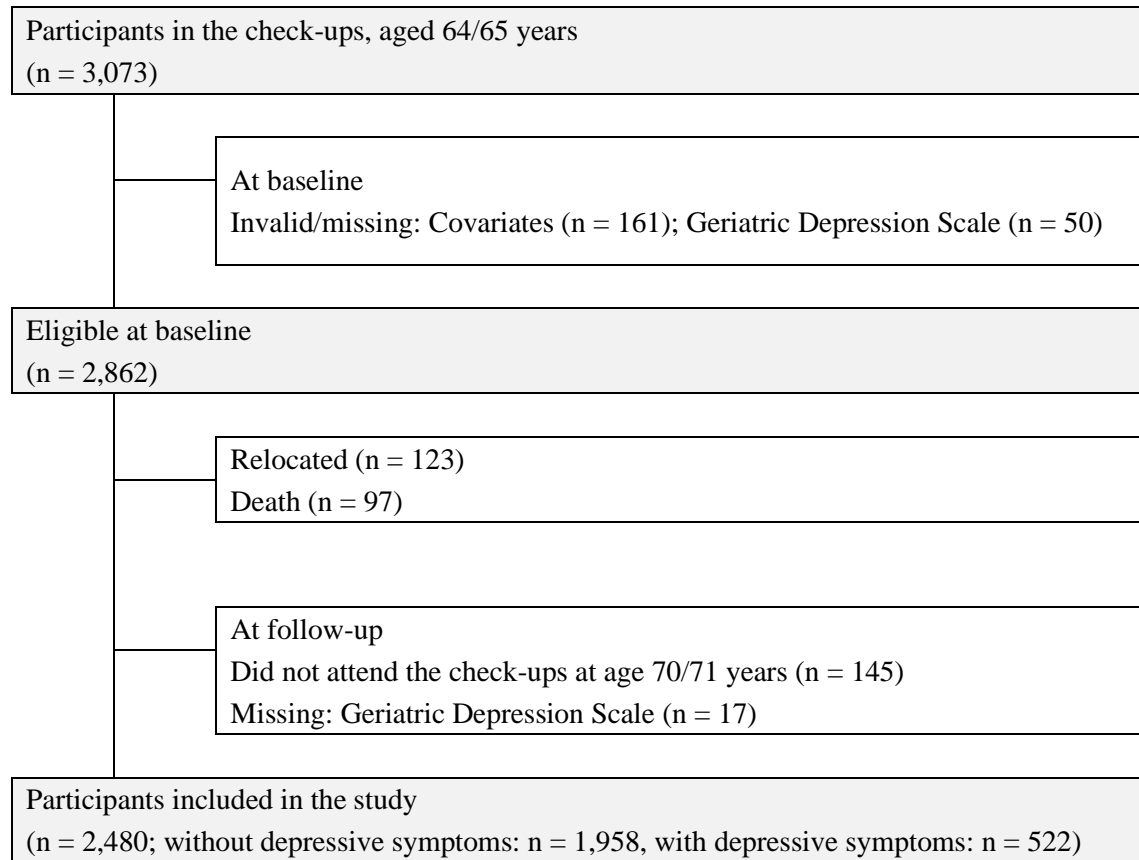 Participants in the check-ups, aged 64/65 years
(n = 3,073)
At baseline
Invalid/missing: Covariates (n = 161); Geriatric Depression Scale (n = 50)
Eligible at baseline
(n = 2,862)
Relocated (n = 123)
Death (n = 97)
At follow-up
Did not attend the check-ups at age 70/71 years (n = 145)
Missing: Geriatric Depression Scale (n = 17)
Participants included in the study
(n = 2,480; without depressive symptoms: n = 1,958, with depressive symptoms: n = 522)